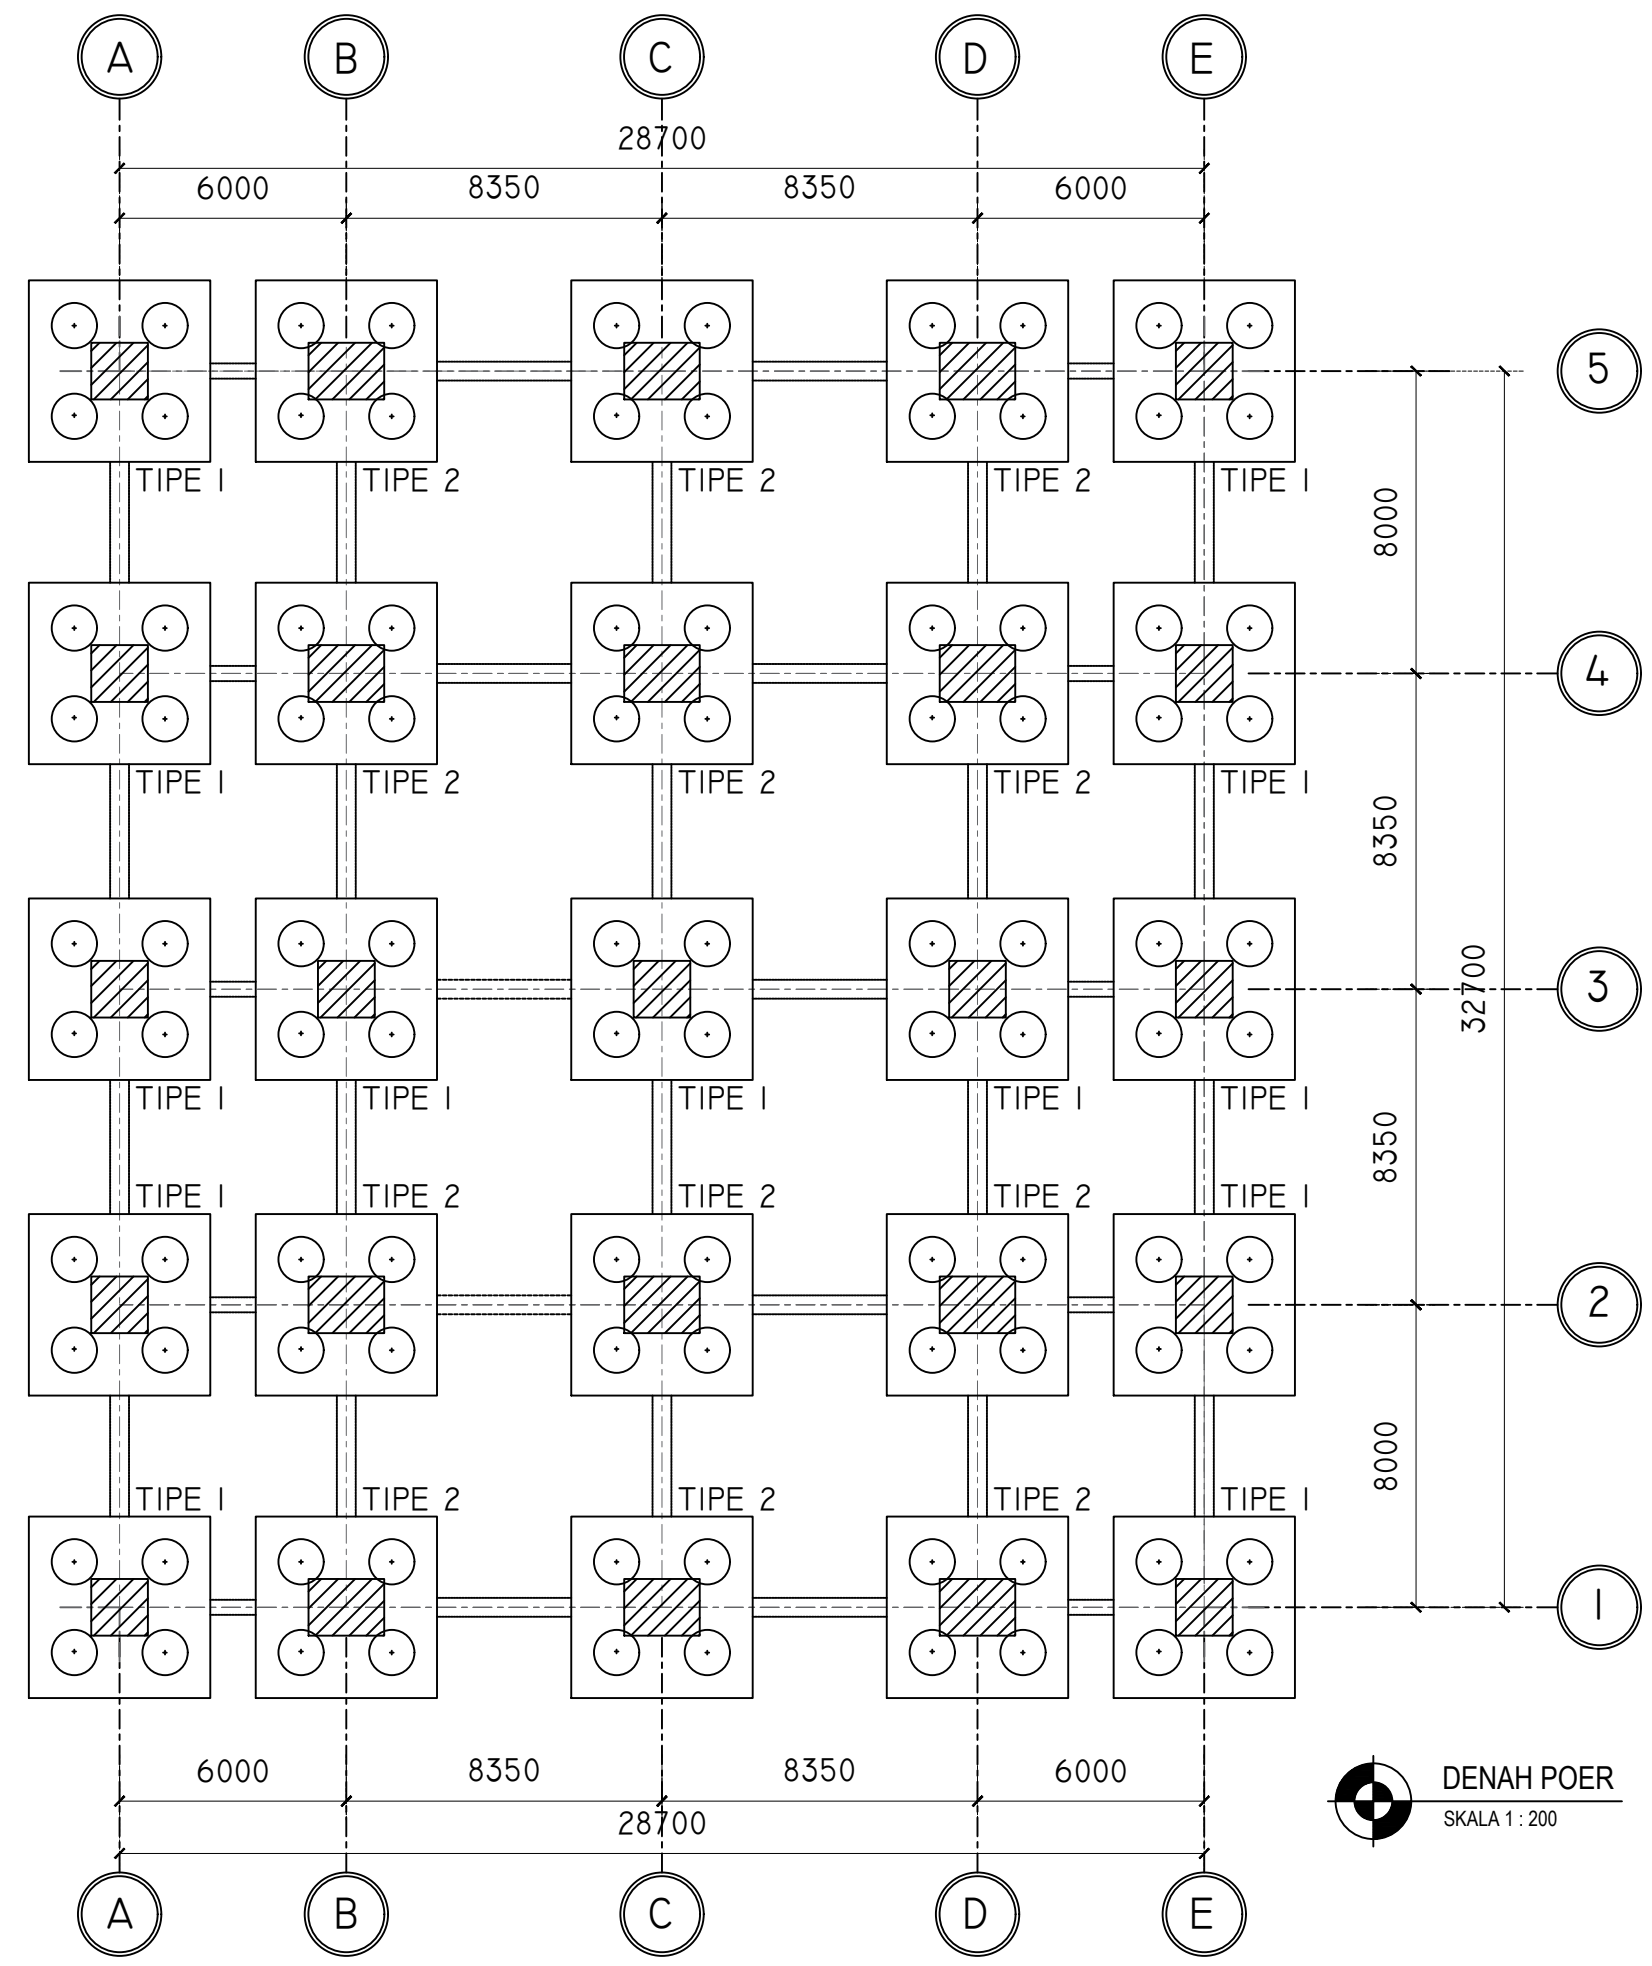 A B C D E
28700
6000 8350 8350 6000
5
TIPE 1 TIPE 2 TIPE 2 TIPE 2 TIPE 1
8000
4
TIPE 1 TIPE 2 TIPE 2 TIPE 2 TIPE 1
8350
3
32700
TIPE 1 TIPE 1 TIPE 1 TIPE 1 TIPE 1
8350
TIPE 1 TIPE 2 TIPE 2 TIPE 2 TIPE 1
2
8000
TIPE 1 TIPE 2 TIPE 2 TIPE 2 TIPE 1
1
6000 8350 8350 6000
28700
A B C D E
DENAH POER
SKALA 1 : 200